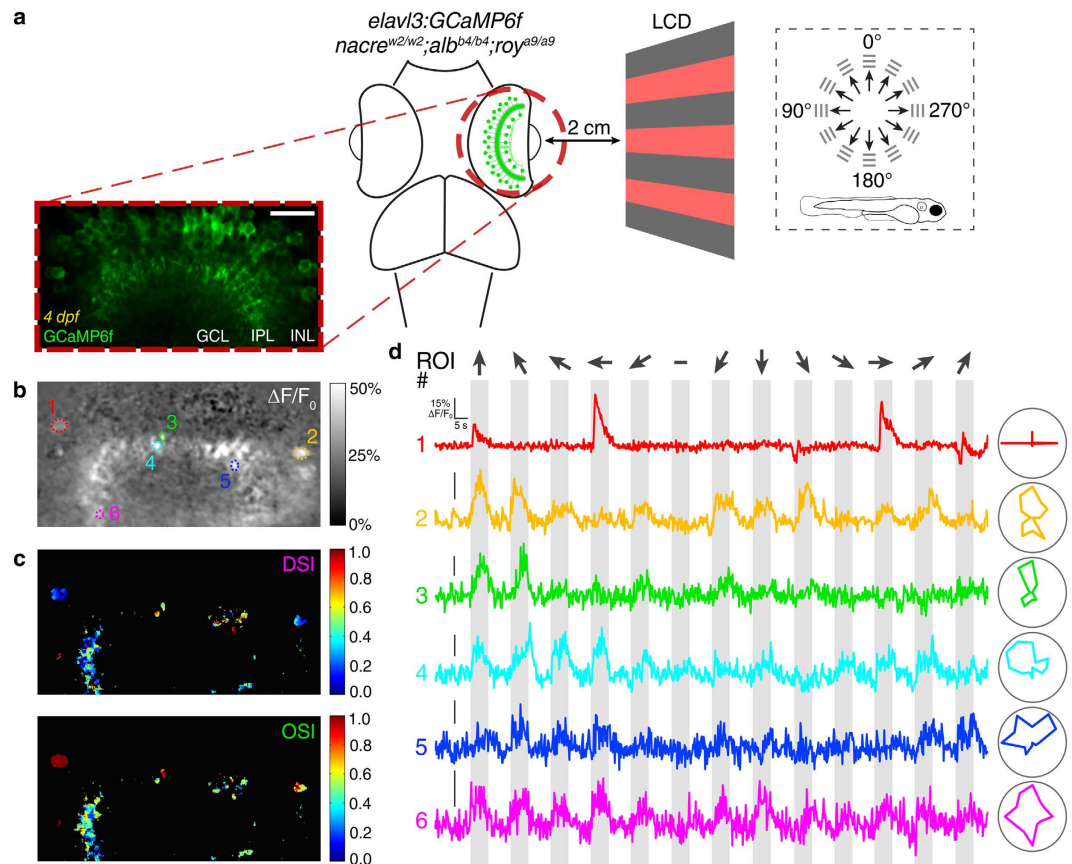 a
elavl3:GCaMP6f
nacre^w2/w2;alb^b4/b4;roy^a9/a9
LCD
2 cm
0°
90°
270°
180°
4 dpf
GCaMP6f
GCL
IPL
INL
b
ΔF/F₀
1
2
3
4
5
6
50%
25%
0%
c
DSI
1.0
0.8
0.6
0.4
0.2
0.0
OSI
1.0
0.8
0.6
0.4
0.2
0.0
d
ROI
#
15%
ΔF/F₀
5 s
1
2
3
4
5
6